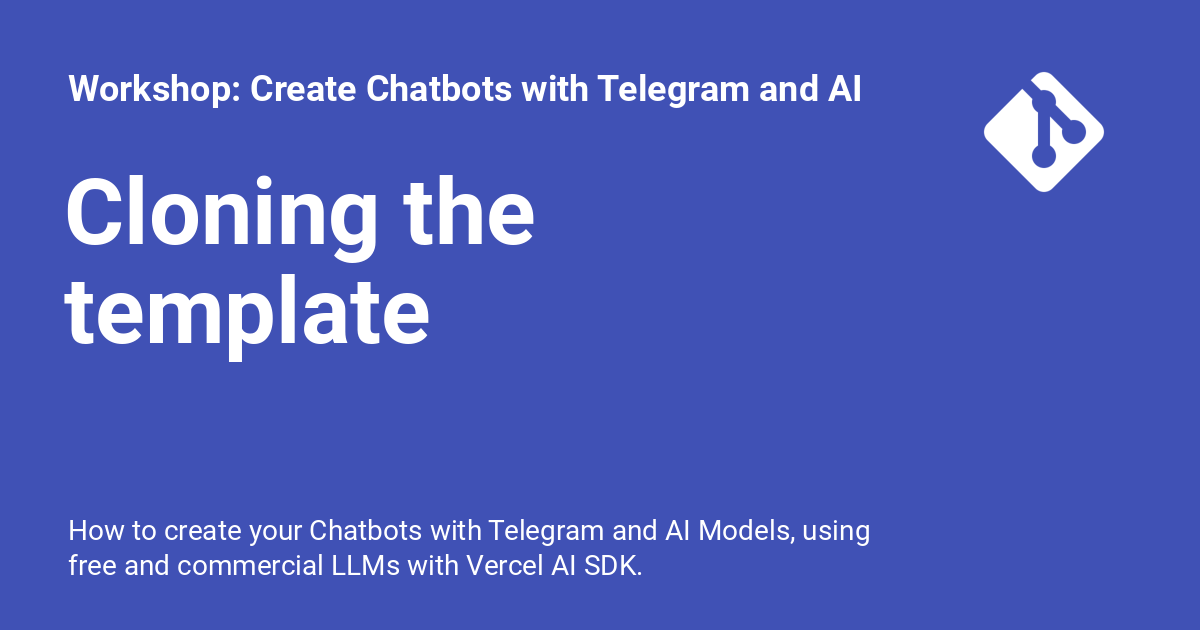 Workshop: Create Chatbots with Telegram and AI
Cloning the
template
How to create your Chatbots with Telegram and AI Models, using
free and commercial LLMs with Vercel AI SDK.